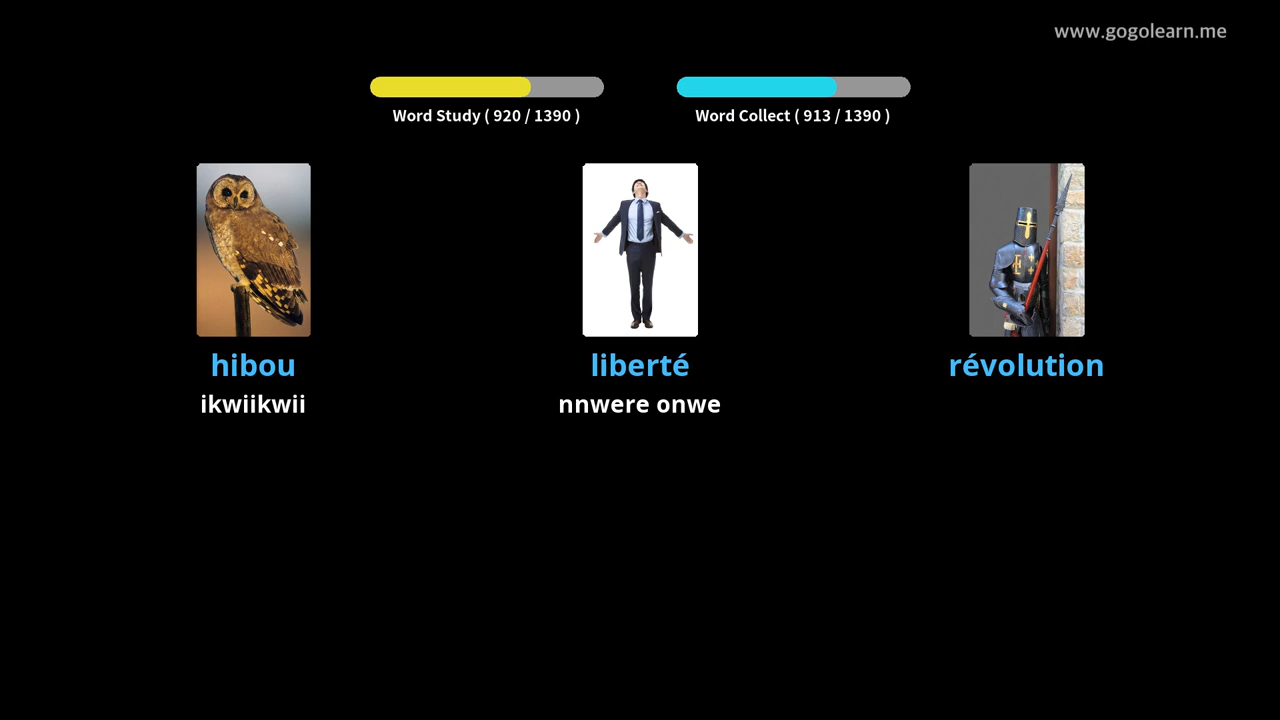 www.gogolearn.me
Word Study ( 920 / 1390 )
Word Collect ( 913 / 1390 )
hibou
liberté
révolution
ikwiikwii
nnwere onwe